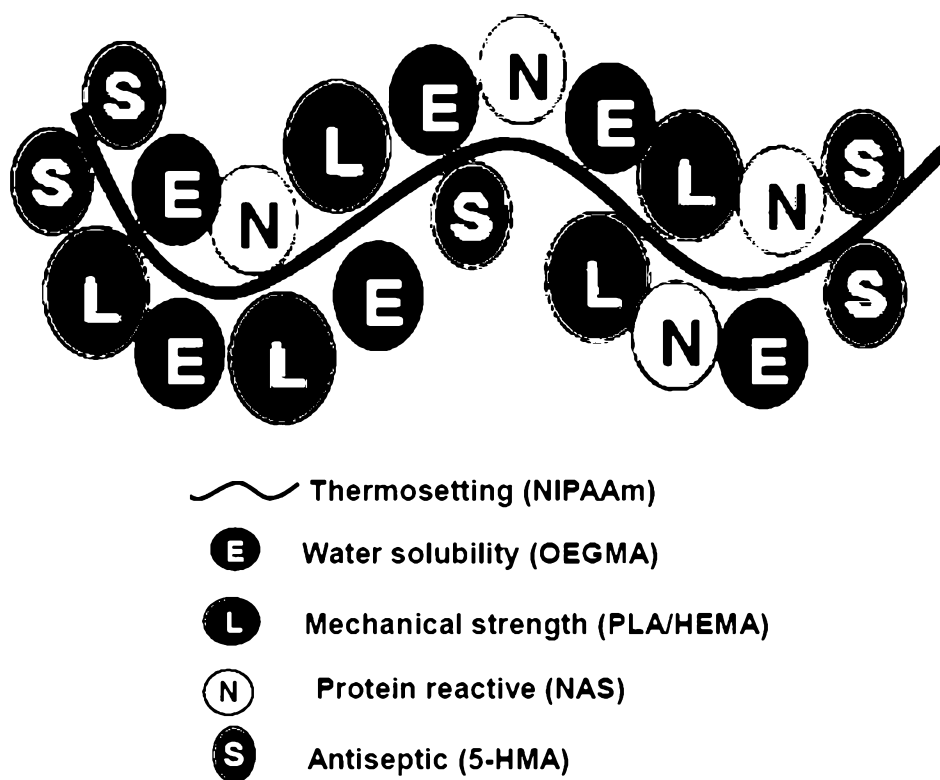 S
S E N L E N E L N S
L E L E S L N E S
Thermosetting (NIPAAm)
E Water solubility (OEGMA)
L Mechanical strength (PLA/HEMA)
N Protein reactive (NAS)
S Antiseptic (5-HMA)